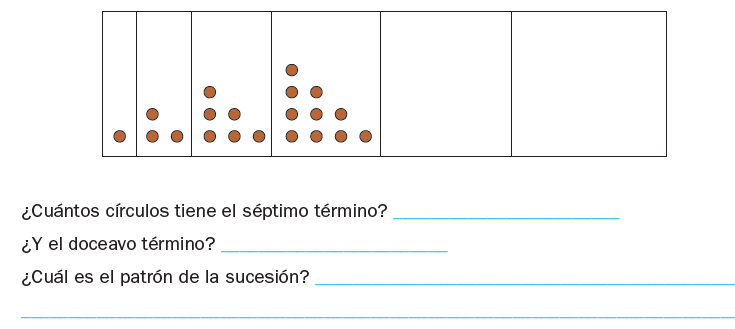 ¿Cuántos círculos tiene el séptimo término?
¿Y el doceavo término?
¿Cuál es el patrón de la sucesión?